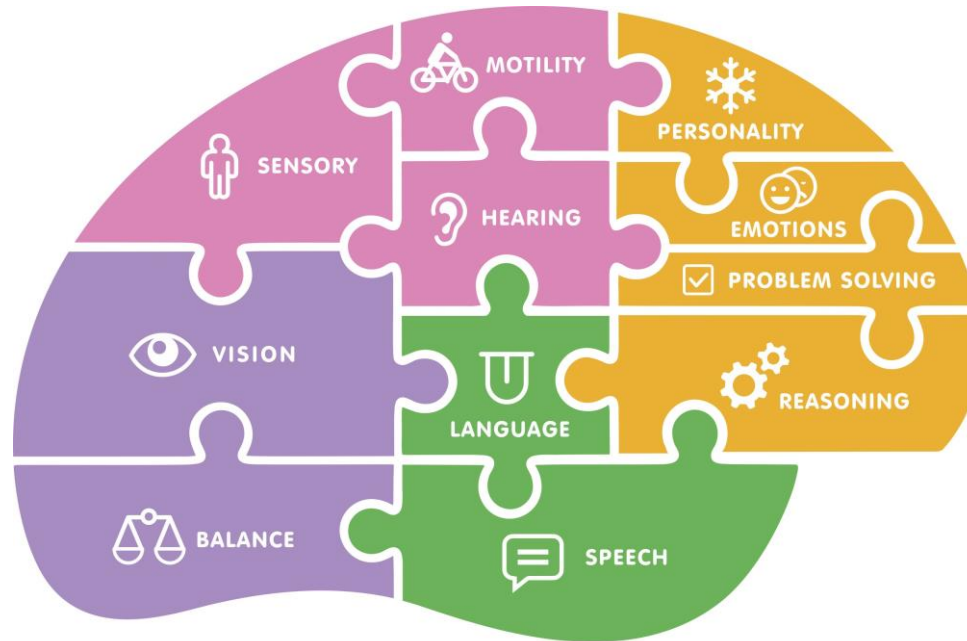 MOTILITY
PERSONALITY
SENSORY
HEARING
EMOTIONS
PROBLEM SOLVING
VISION
LANGUAGE
REASONING
BALANCE
SPEECH